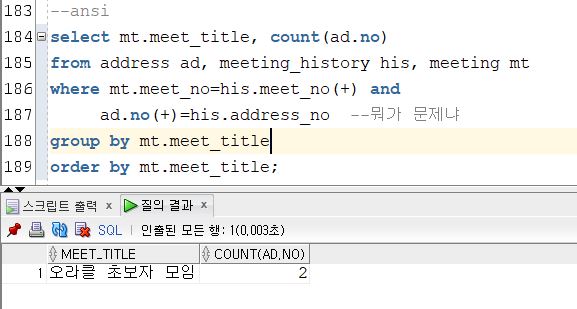 183 --ansi
184 select mt.meet_title, count(ad.no)
185 from address ad, meeting_history his, meeting mt
186 where mt.meet_no=his.meet_no(+) and
187 ad.no(+)=his.address_no --뭐가 문제냐
188 group by mt.meet_title
189 order by mt.meet_title;
스크립트 출력 × 질의 결과 ×
SQL | 인출된 모든 행: 1(0,003초)
MEET_TITLE COUNT(AD,NO)
1 오라클 초보자 모임 2